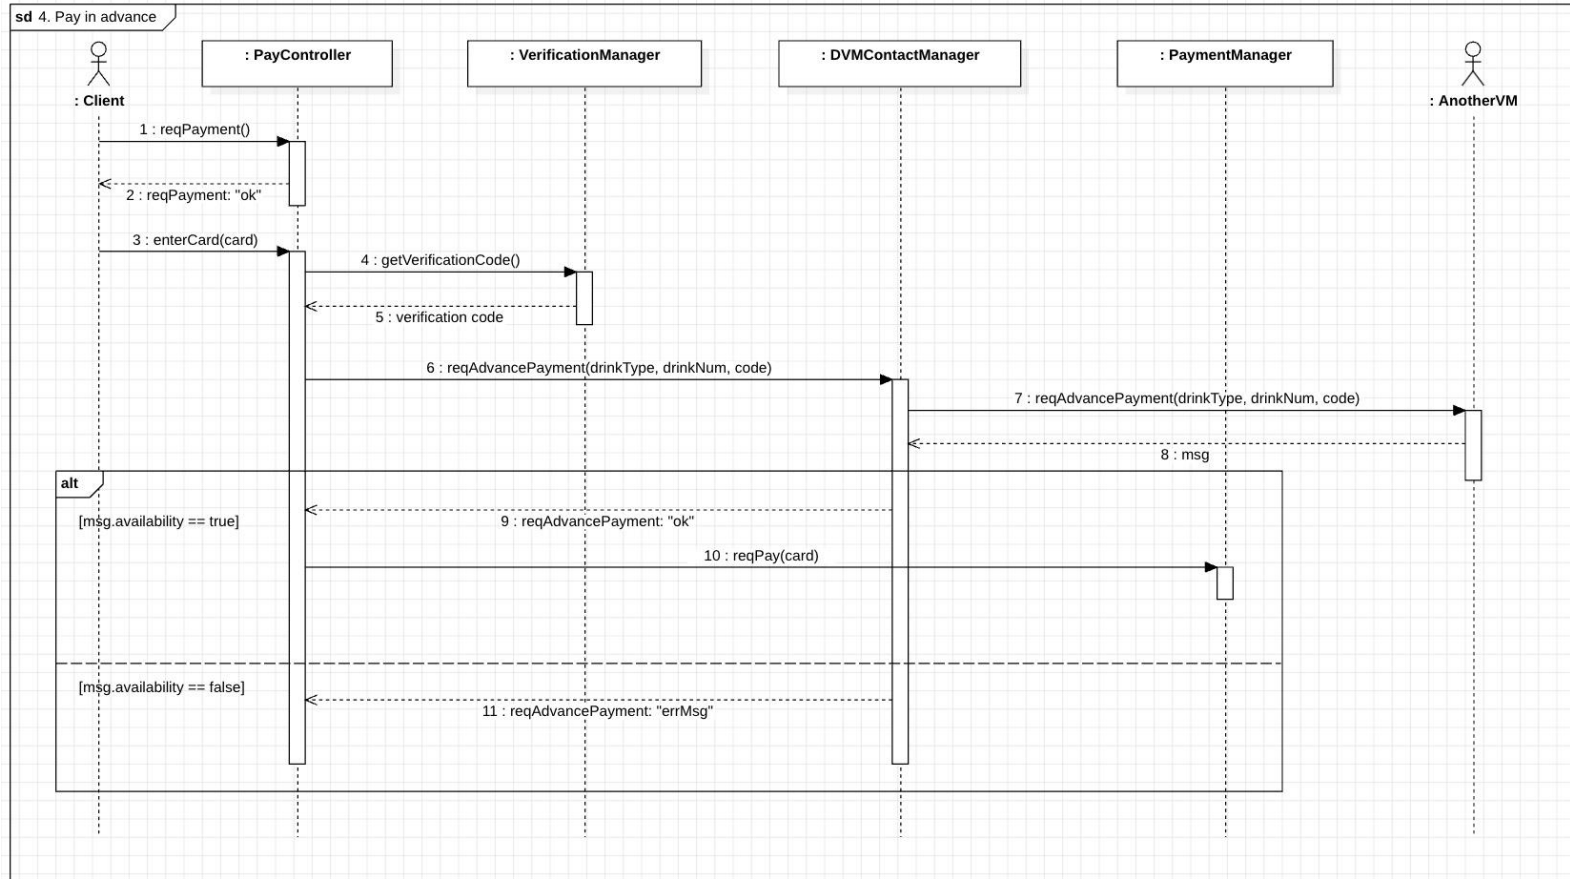 sd 4. Pay in advance
: Client
: PayController
: VerificationManager
: DVMContactManager
: PaymentManager
: AnotherVM
1 : reqPayment()
2 : reqPayment: "ok"
3 : enterCard(card)
4 : getVerificationCode()
5 : verification code
6 : reqAdvancePayment(drinkType, drinkNum, code)
7 : reqAdvancePayment(drinkType, drinkNum, code)
8 : msg
alt
[msg.availability == true]
9 : reqAdvancePayment: "ok"
10 : reqPay(card)
[msg.availability == false]
11 : reqAdvancePayment: "errMsg"